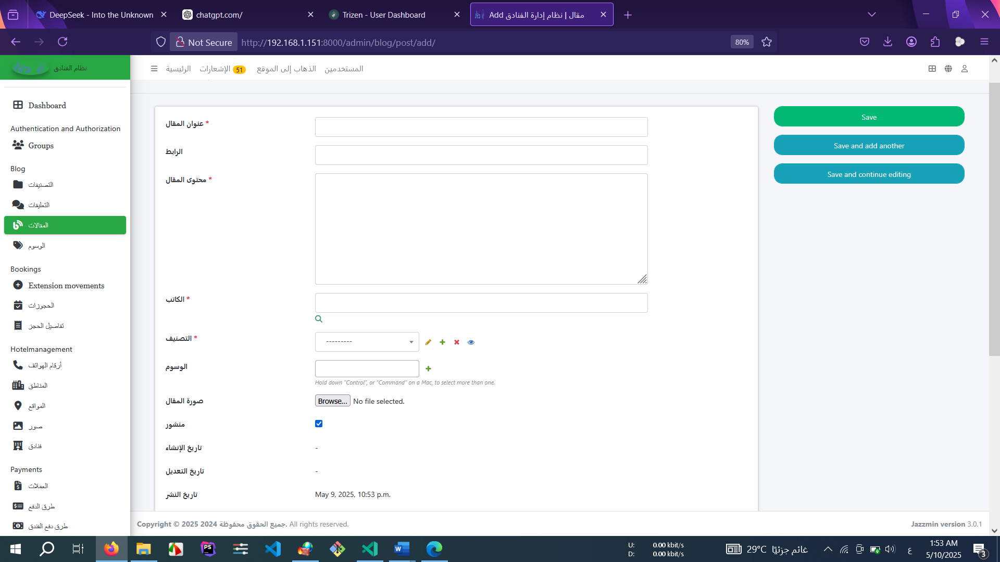 DeepSeek - Into the Unknown
chatgpt.com/
Trizen - User Dashboard
Add مقال | نظام إدارة الفنادق
Not Secure
http://192.168.1.151:8000/admin/blog/post/add/
80%
نظام الفنادق
الرئيسية
الإشعارات 51
الذهاب إلى الموقع
المستخدمين
Dashboard
Authentication and Authorization
Groups
Blog
التصنيفات
التعليقات
المقالات
الوسوم
Bookings
Extension movements
الحجوزات
تفاصيل الحجز
Hotelmanagement
أرقام الهواتف
المناطق
المواقع
صور
فنادق
Payments
العملات
طرق الدفع
طرق دفع الفندق
عنوان المقال *
الرابط
محتوى المقال *
الكاتب *
التصنيف *
---------
الوسوم
Hold down “Control”, or “Command” on a Mac, to select more than one.
صورة المقال
Browse... No file selected.
منشور
تاريخ الإنشاء
-
تاريخ التعديل
-
تاريخ النشر
May 9, 2025, 10:53 p.m.
Save
Save and add another
Save and continue editing
Copyright © 2025 2024 جميع الحقوق محفوظة. All rights reserved.
Jazzmin version 3.0.1
U: 0.00 kbit/s
D: 0.00 kbit/s
29°C غائم جزئيًا
ع
1:53 AM
5/10/2025
3